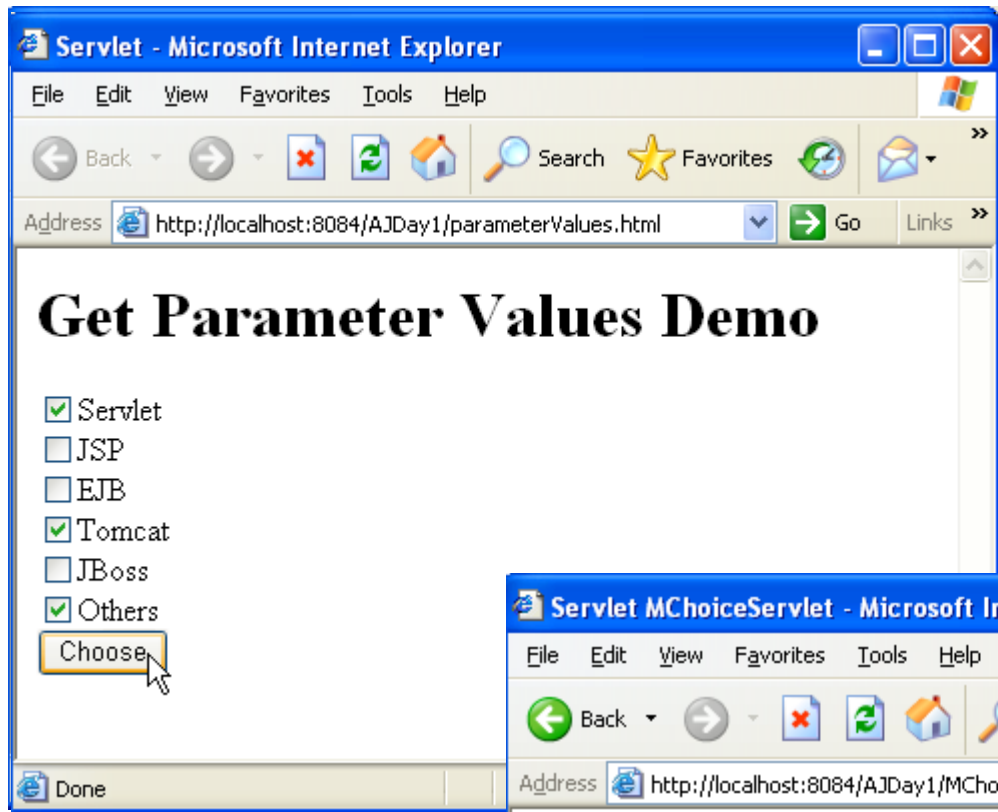 Servlet - Microsoft Internet Explorer
File Edit View Favorites Tools Help
Back Search Favorites »
Address http://localhost:8084/AJDay1/parameterValues.html Go Links »
Get Parameter Values Demo
Servlet
JSP
EJB
Tomcat
JBoss
Others
Choose
Done
Servlet MChoiceServlet - Microsoft
File Edit View Favorites Tools Help
Back
Address http://localhost:8084/AJDay1/MCho